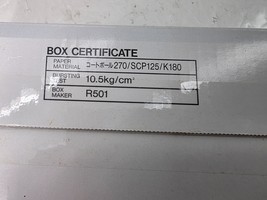 BOX CERTIFICATE
PAPER MATERIAL コートボール270/SCP125/K180
BURSTING TEST 10.5kg/cm²
BOX MAKER R501